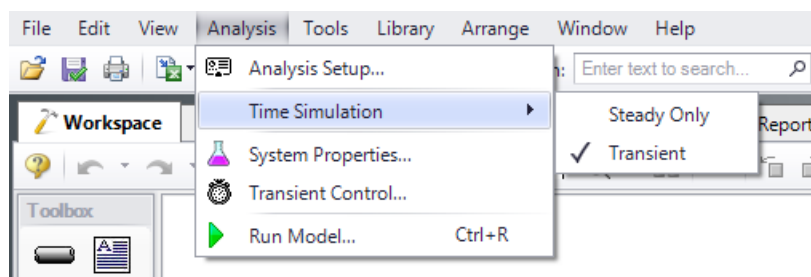 File Edit View Analysis Tools Library Arrange Window Help
Analysis Setup...
Enter text to search...
Time Simulation
Steady Only
Workspace
Report
System Properties...
Transient
Transient Control...
Toolbox
Run Model... Ctrl+R
A